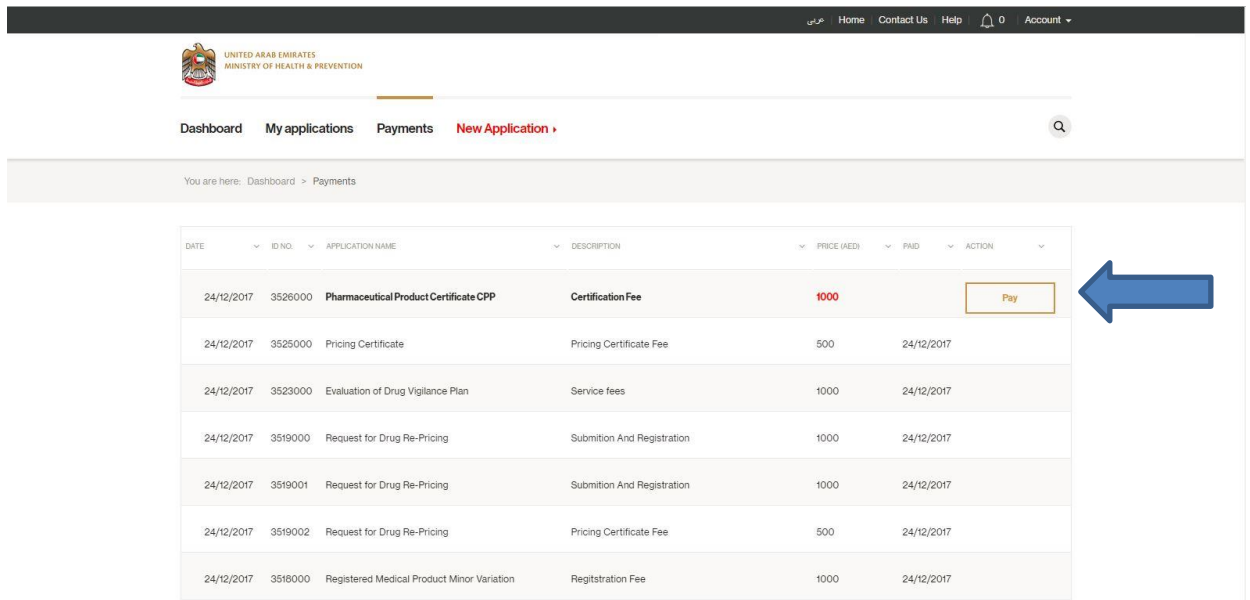 عربي Home Contact Us Help 0 Account
UNITED ARAB EMIRATES
MINISTRY OF HEALTH & PREVENTION
Dashboard My applications Payments New Application
You are here: Dashboard > Payments
DATE ID NO. APPLICATION NAME DESCRIPTION PRICE (AED) PAID ACTION
24/12/2017 3526000 Pharmaceutical Product Certificate CPP Certification Fee 1000 Pay
24/12/2017 3525000 Pricing Certificate Pricing Certificate Fee 500 24/12/2017
24/12/2017 3523000 Evaluation of Drug Vigilance Plan Service fees 1000 24/12/2017
24/12/2017 3519000 Request for Drug Re-Pricing Submition And Registration 1000 24/12/2017
24/12/2017 3519001 Request for Drug Re-Pricing Submition And Registration 1000 24/12/2017
24/12/2017 3519002 Request for Drug Re-Pricing Pricing Certificate Fee 500 24/12/2017
24/12/2017 3518000 Registered Medical Product Minor Variation Regitstration Fee 1000 24/12/2017